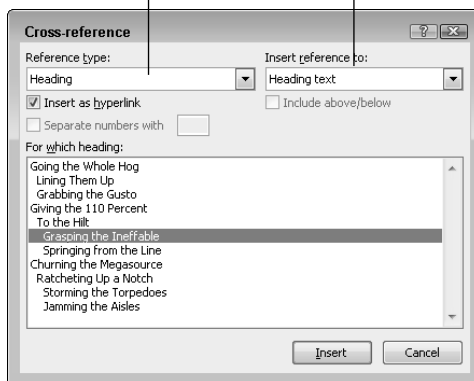 Cross-reference
Reference type: Insert reference to:
Heading Heading text
Insert as hyperlink Include above/below
Separate numbers with
For which heading:
Going the Whole Hog
Lining Them Up
Grabbing the Gusto
Giving the 110 Percent
To the Hilt
Grasping the Ineffable
Springing from the Line
Churning the Megasource
Ratcheting Up a Notch
Storming the Torpedoes
Jamming the Aisles
Insert Cancel